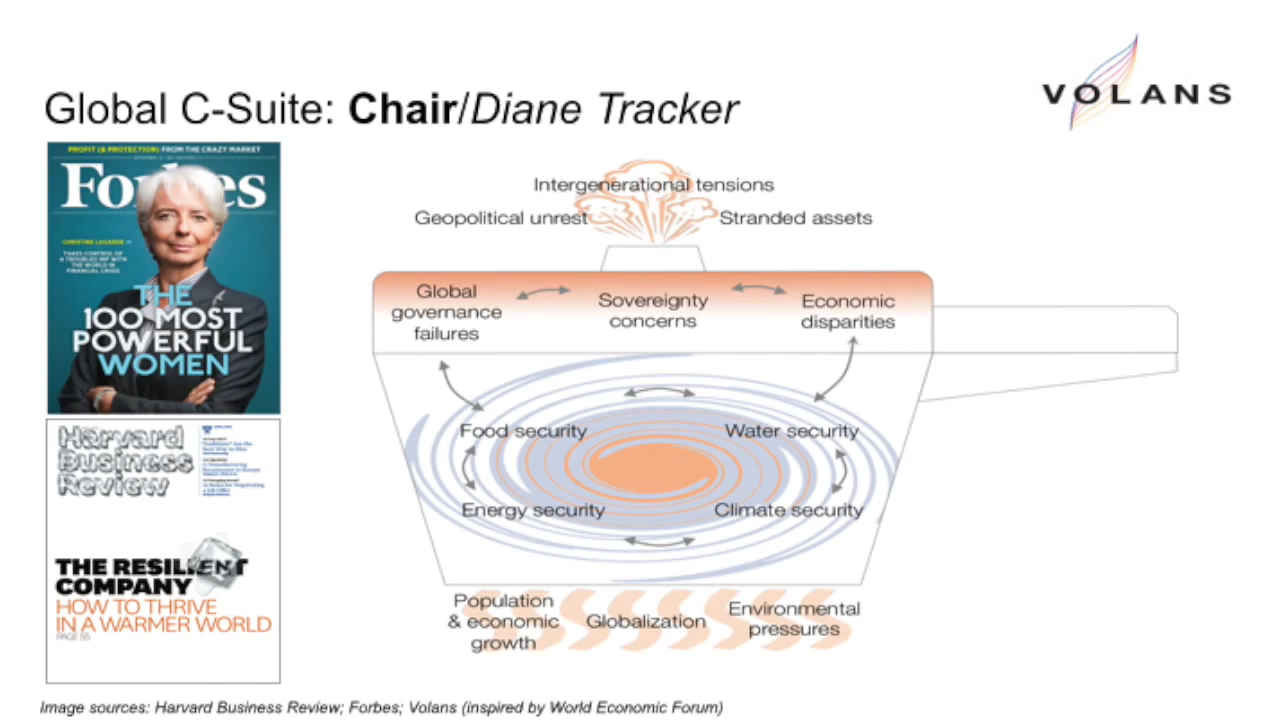 VOLANS
Global C-Suite: Chair/Diane Tracker
PROFIT (& PROTECTION) FROM THE CRAZY MARKET
Forbes
CHRISTINE LAGARDE
TAKES CONTROL OF
A TROUBLED IMF WITH
THE WORLD IN
FINANCIAL CRISIS
THE
100 MOST
POWERFUL
WOMEN
Harvard
Business
Review
THE RESILIENT
COMPANY
HOW TO THRIVE
IN A WARMER WORLD
PAGE 55
Intergenerational tensions
Geopolitical unrest
Stranded assets
Global
governance
failures
Sovereignty
concerns
Economic
disparities
Food security
Water security
Energy security
Climate security
Population
& economic
growth
Globalization
Environmental
pressures
Image sources: Harvard Business Review; Forbes; Volans (inspired by World Economic Forum)